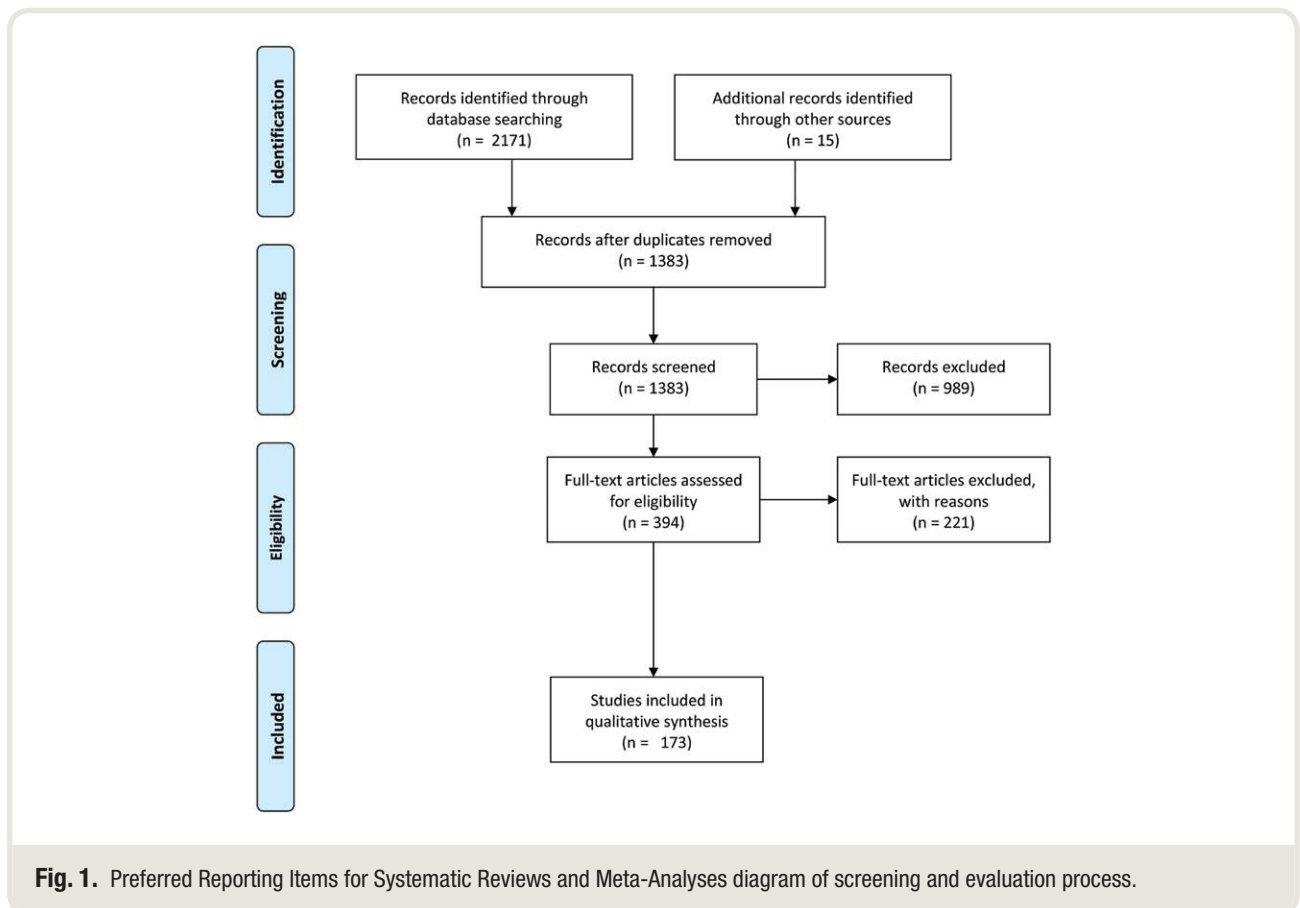 Identification
Records identified through
database searching
(n = 2171)
Additional records identified
through other sources
(n = 15)
Records after duplicates removed
(n = 1383)
Screening
Records screened
(n = 1383)
Records excluded
(n = 989)
Eligibility
Full-text articles assessed
for eligibility
(n = 394)
Full-text articles excluded,
with reasons
(n = 221)
Included
Studies included in
qualitative synthesis
(n = 173)
Fig. 1. Preferred Reporting Items for Systematic Reviews and Meta-Analyses diagram of screening and evaluation process.